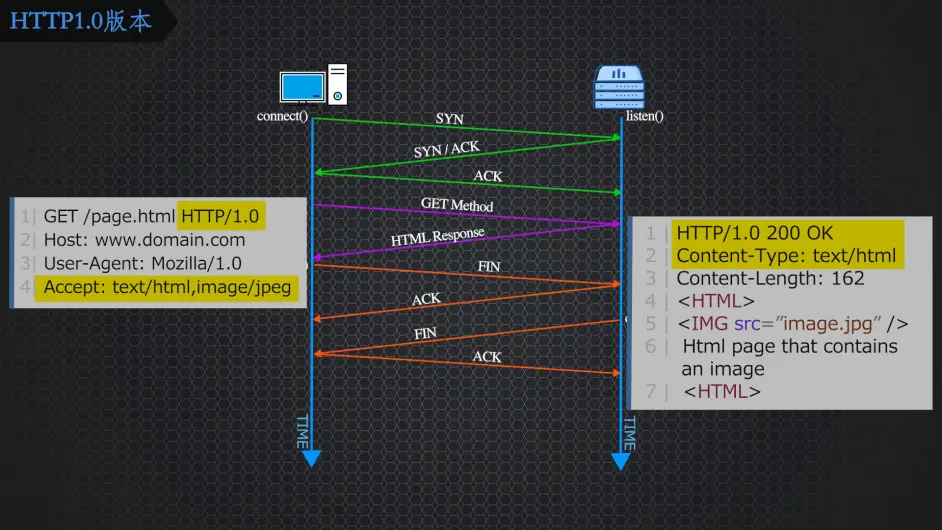 HTTP1.0版本
connect()
listen()
SYN
SYN / ACK
ACK
GET Method
HTML Response
FIN
ACK
FIN
ACK
1| GET /page.html HTTP/1.0
2| Host: www.domain.com
3| User-Agent: Mozilla/1.0
4| Accept: text/html,image/jpeg
1 | HTTP/1.0 200 OK
2 | Content-Type: text/html
3 | Content-Length: 162
4 | <HTML>
5 | <IMG src=”image.jpg” />
6 | Html page that contains
an image
7 | <HTML>
TIME
TIME